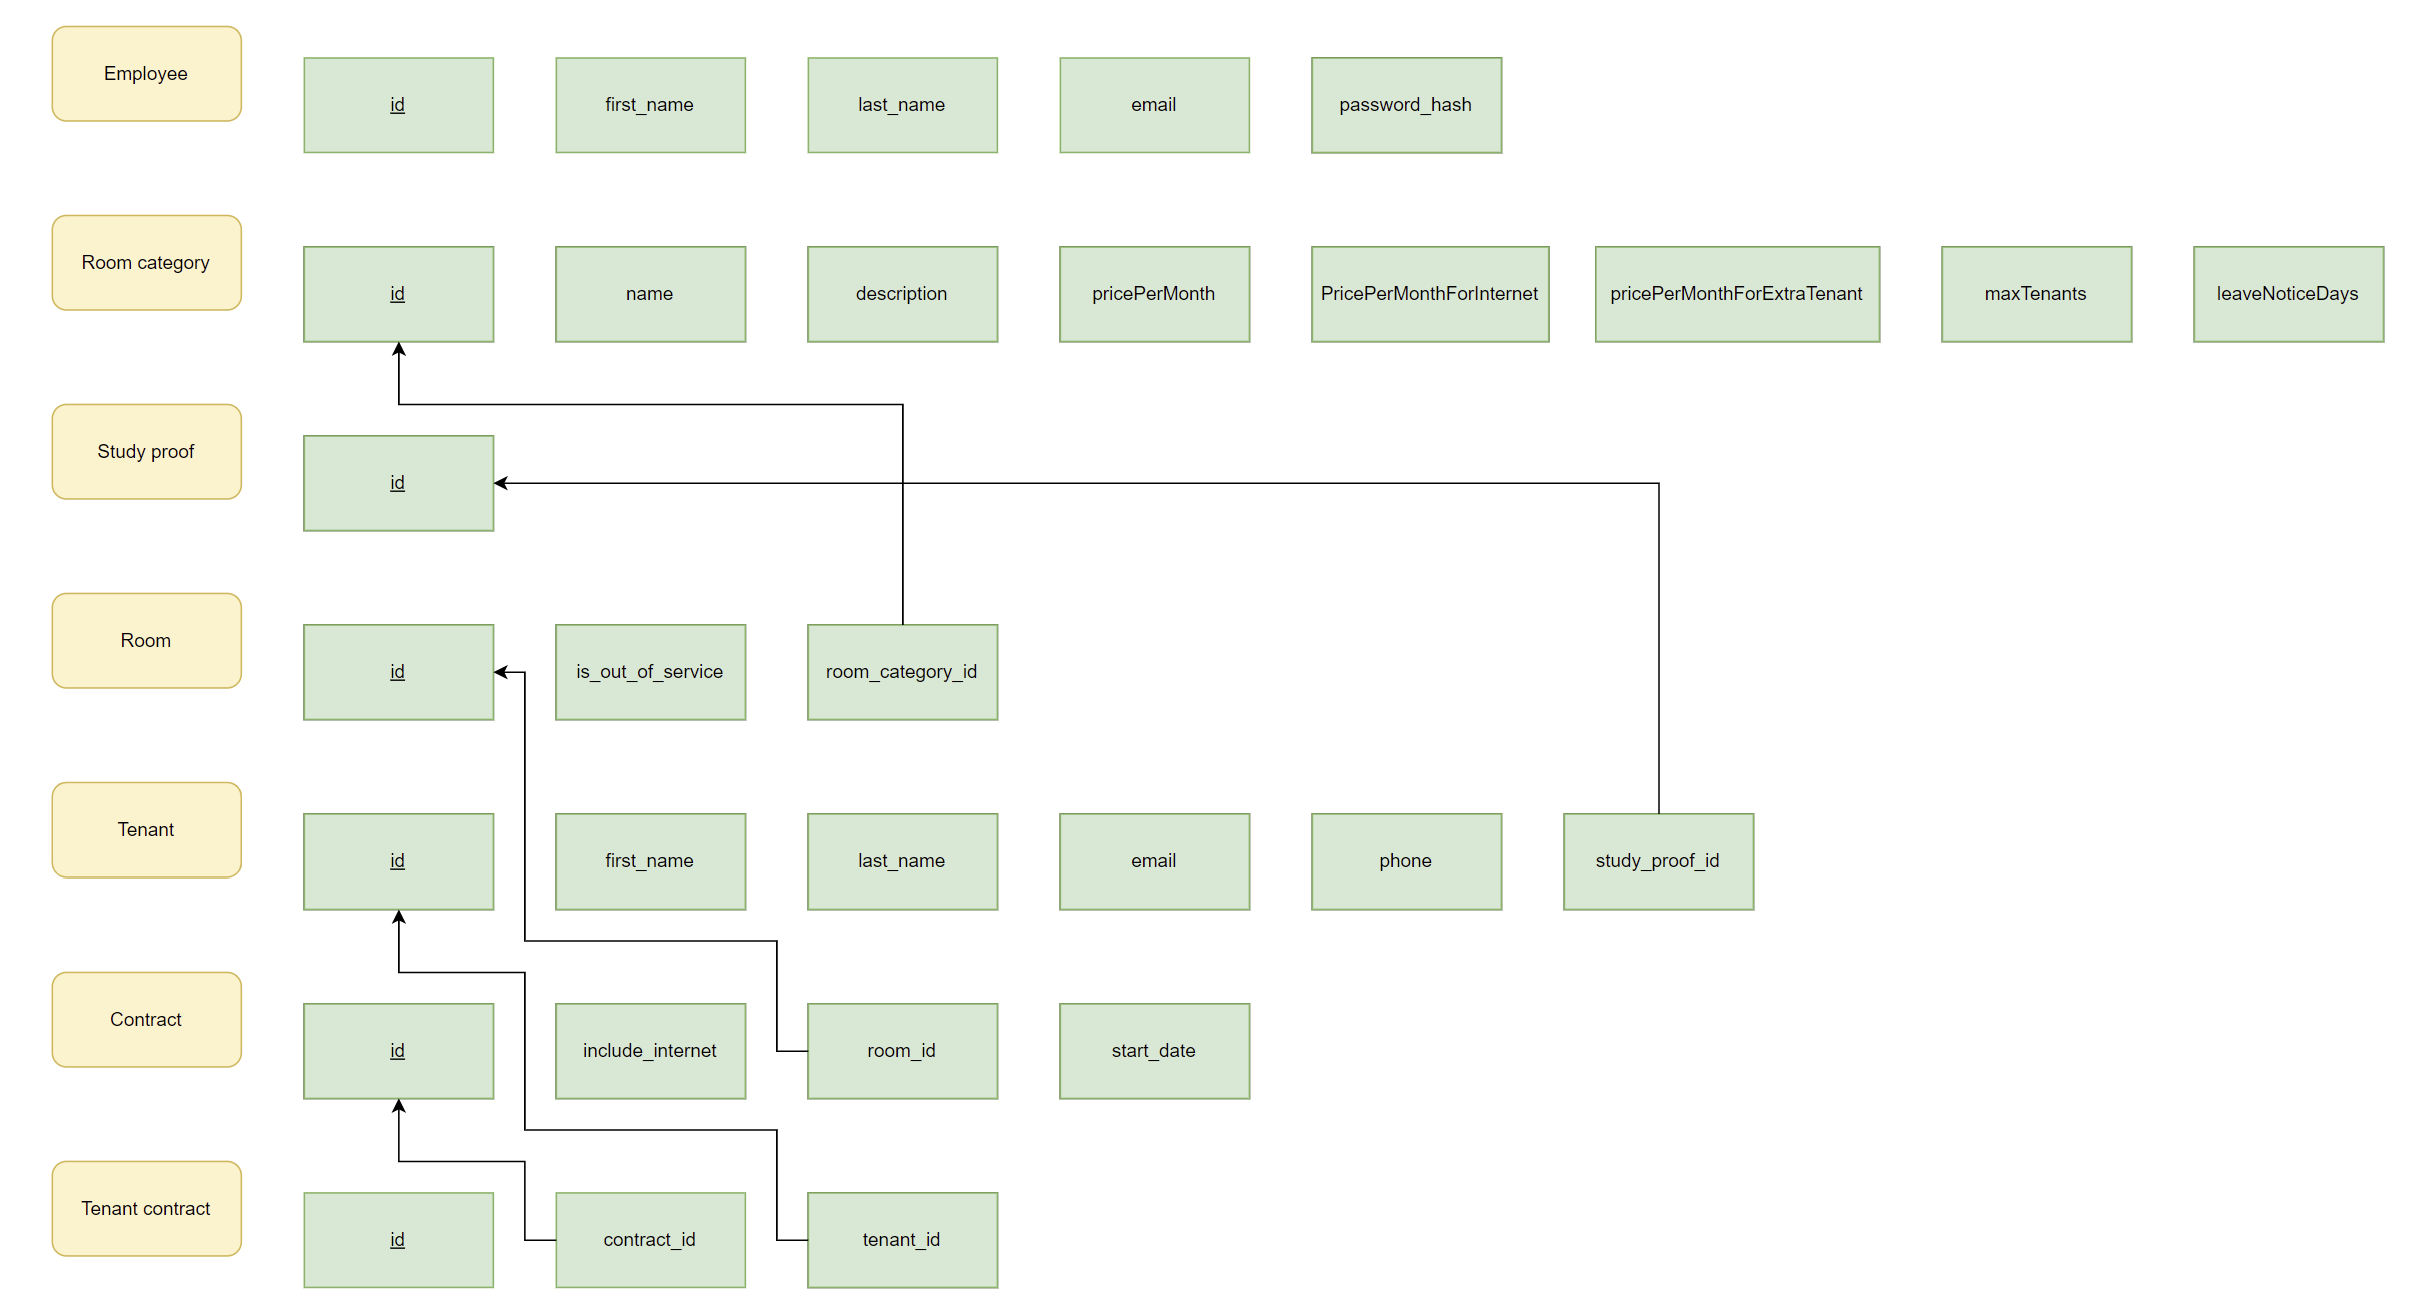 Employee
id
first_name
last_name
email
password_hash
Room category
id
name
description
pricePerMonth
PricePerMonthForInternet
pricePerMonthForExtraTenant
maxTenants
leaveNoticeDays
Study proof
id
Room
id
is_out_of_service
room_category_id
Tenant
id
first_name
last_name
email
phone
study_proof_id
Contract
id
include_internet
room_id
start_date
Tenant contract
id
contract_id
tenant_id